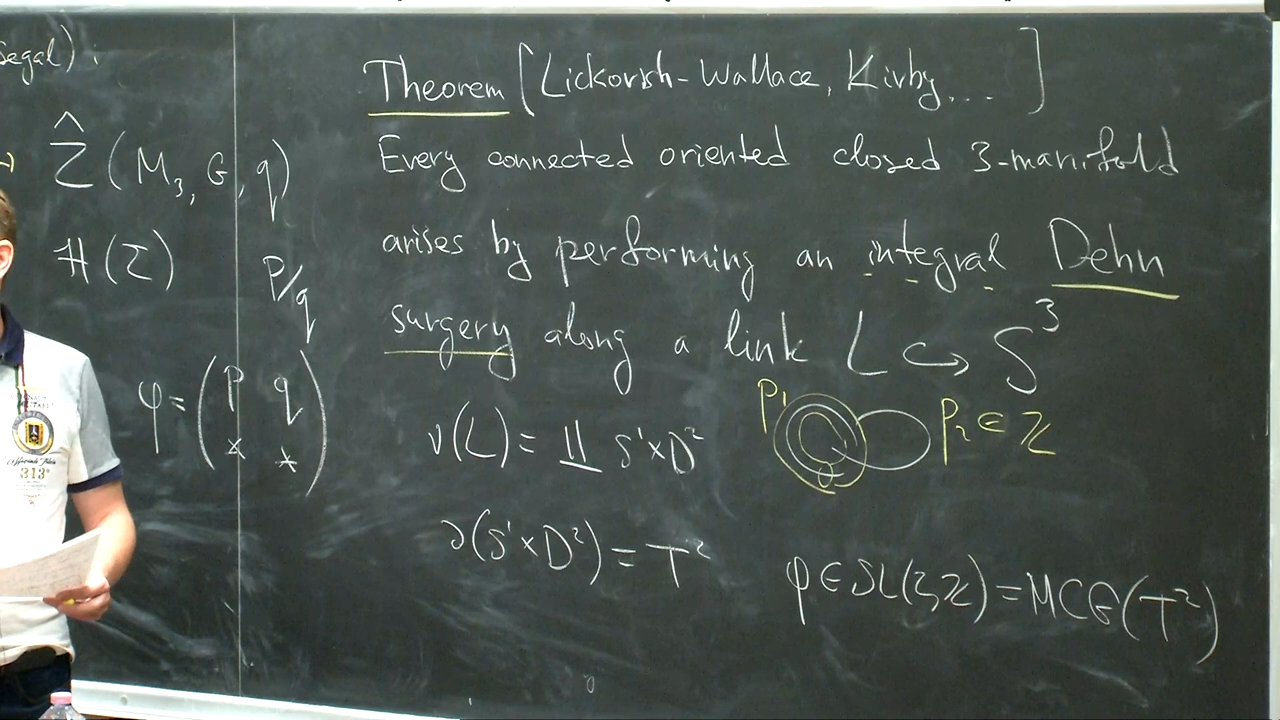 Segal).
Ẑ(M₃, G, q)
H(Σ)
P/q
φ = (p q
* *)
Theorem [Lickorish-Wallace, Kirby, ...]
Every connected oriented closed 3-manifold
arises by performing an integral Dehn
surgery along a link L ↪ S³
ν(L) = ∐ S¹×D²
P₁
P₂ ∈ ℤ
∂(S¹×D²) = T²
φ ∈ SL(2,ℤ) = MCG(T²)
313